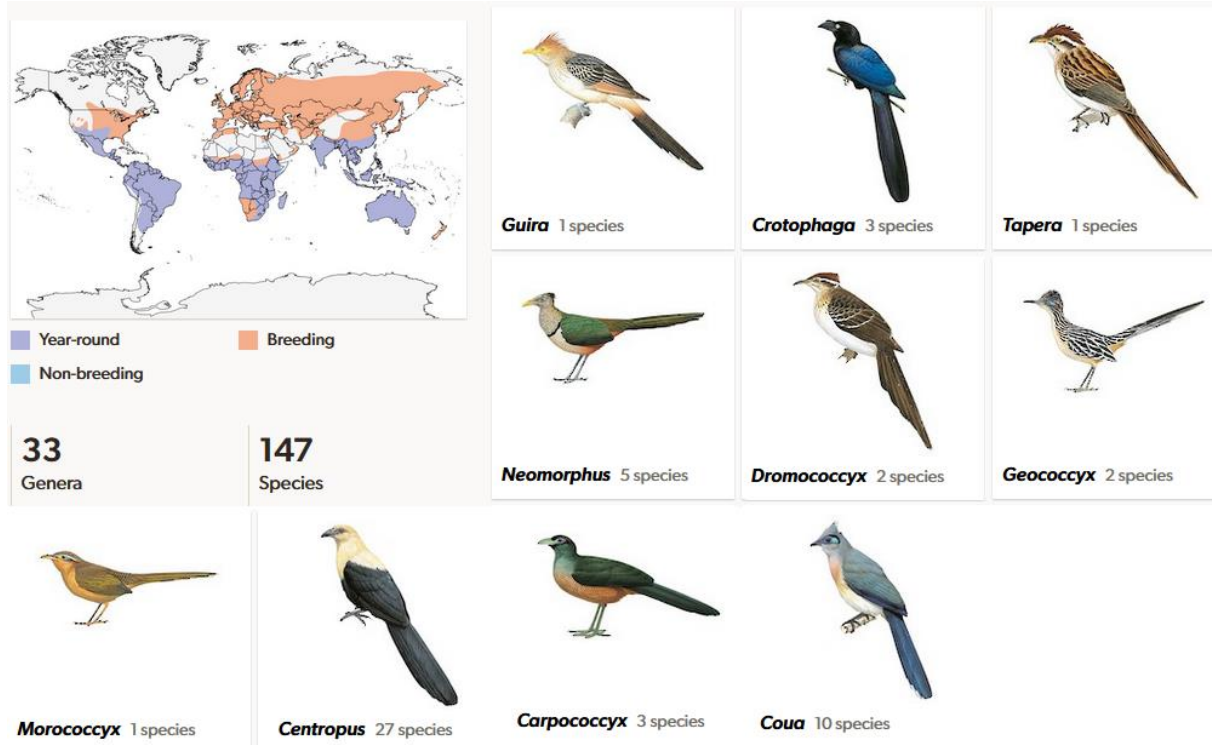 Year-round
Breeding
Non-breeding
33
Genera
147
Species
Guira 1 species
Crotophaga 3 species
Tapera 1 species
Neomorphus 5 species
Dromococcyx 2 species
Geococcyx 2 species
Morococcyx 1 species
Centropus 27 species
Carpococcyx 3 species
Coua 10 species